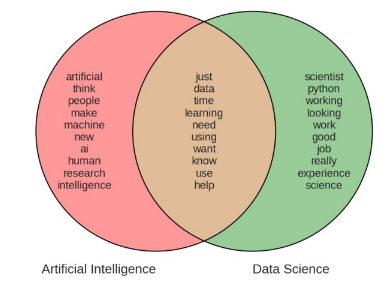 artificial
think
people
make
machine
new
ai
human
research
intelligence
just
data
time
learning
need
using
want
know
use
help
scientist
python
working
looking
work
good
job
really
experience
science
Artificial Intelligence
Data Science